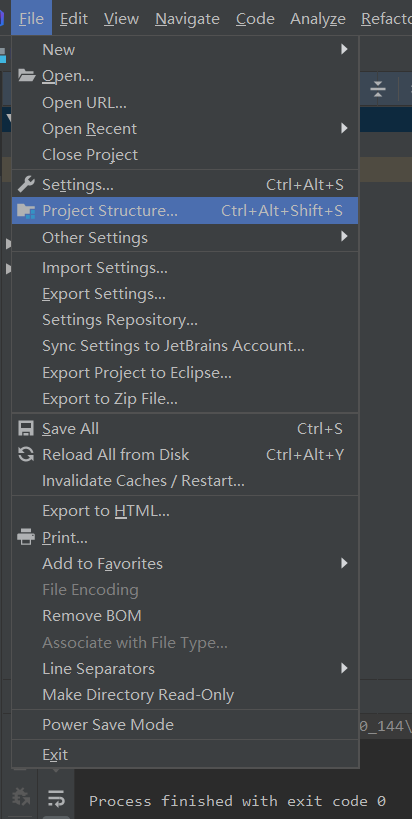 File Edit View Navigate Code Analyze Refacto
New
Open...
Open URL...
Open Recent
Close Project
Settings... Ctrl+Alt+S
Project Structure... Ctrl+Alt+Shift+S
Other Settings
Import Settings...
Export Settings...
Settings Repository...
Sync Settings to JetBrains Account...
Export Project to Eclipse...
Export to Zip File...
Save All Ctrl+S
Reload All from Disk Ctrl+Alt+Y
Invalidate Caches / Restart...
Export to HTML...
Print...
Add to Favorites
File Encoding
Remove BOM
Associate with File Type...
Line Separators
Make Directory Read-Only
Power Save Mode
0_144\
Exit
Process finished with exit code 0